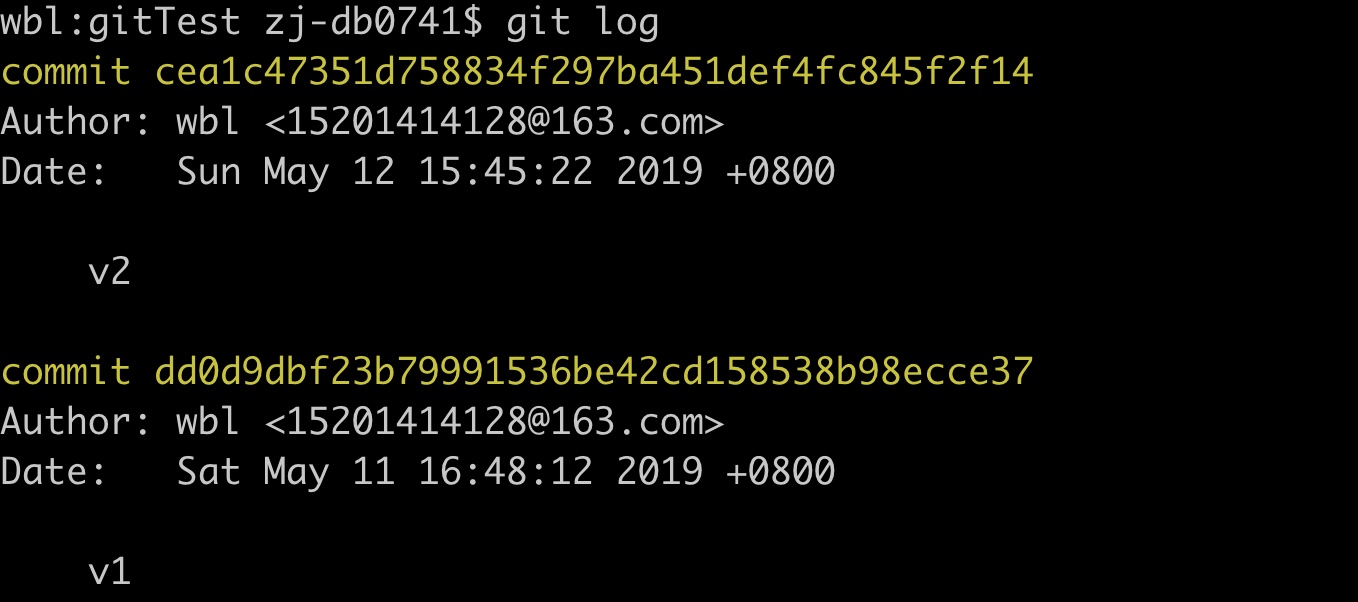 wbl:gitTest zj-db0741$ git log
commit cea1c47351d758834f297ba451def4fc845f2f14
Author: wbl <15201414128@163.com>
Date:   Sun May 12 15:45:22 2019 +0800
    v2
commit dd0d9dbf23b79991536be42cd158538b98ecce37
Author: wbl <15201414128@163.com>
Date:   Sat May 11 16:48:12 2019 +0800
    v1